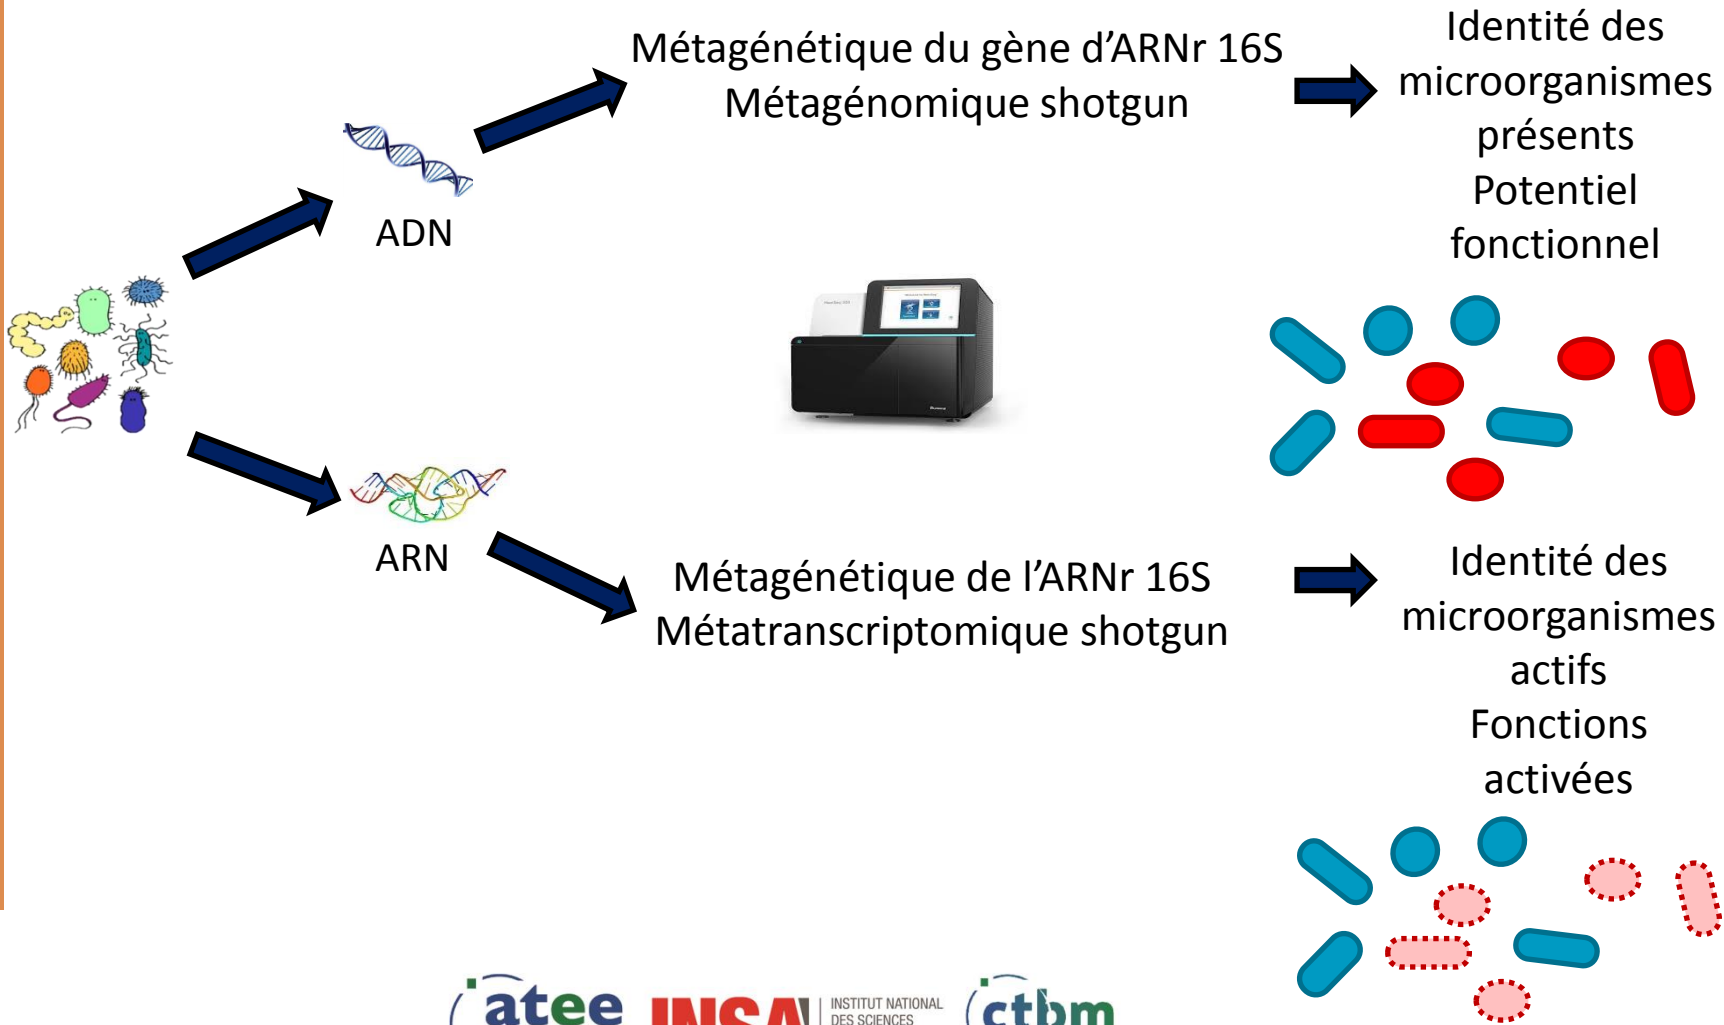 Métagénétique du gène d'ARNr 16S
Métagénomique shotgun
Identité des
microorganismes
présents
Potentiel
fonctionnel
ADN
ARN
Métagénétique de l'ARNr 16S
Métatranscriptomique shotgun
Identité des
microorganismes
actifs
Fonctions
activées
atee
INSA
INSTITUT NATIONAL
DES SCIENCES
ctbm